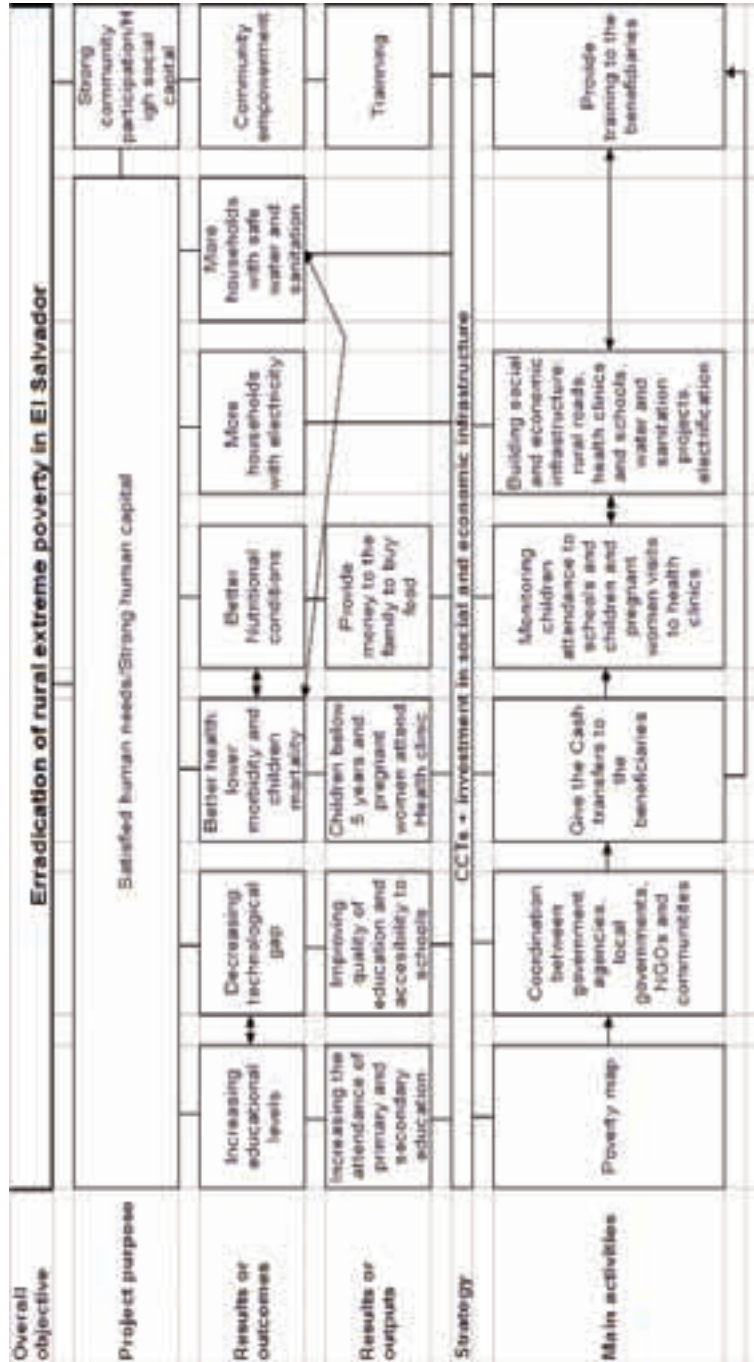 Overall
objective
Erradication of rural extreme poverty in El Salvador
Project purpose
Satisfied human needs/Strong human capital
Strong
community
participation/H
igh social
capital
Results or
outcomes
Increasing
educational
levels
Decreasing
technological
gap
Better health
lower
morbidity and
children
mortality
Better
Nutritional
conditions
More
households
with electricity
More
households
with safe
water and
sanitation
Community
empowerment
Results or
outputs
Increasing the
attendance of
primary and
secondary
education
Improving
quality of
education and
accesibility to
schools
Children below
5 years and
pregnant
women attend
Health clinic
Provide
money to the
family to buy
food
Training
Strategy
CCTs + investment in social and economic infrastructure
Main activities
Poverty map
Coordination
between
government
agencies,
local
governments,
NGOs and
communitites
Give the Cash
transfers to
the
beneficiaries
Monitoring
children
attendance to
schools and
children and
pregnant
women visits
to health
clinics
Building social
and economic
infrastructure:
rural roads,
health clinics
and schools,
water and
sanitation
projects,
electrification
Provide
training to the
beneficiaries